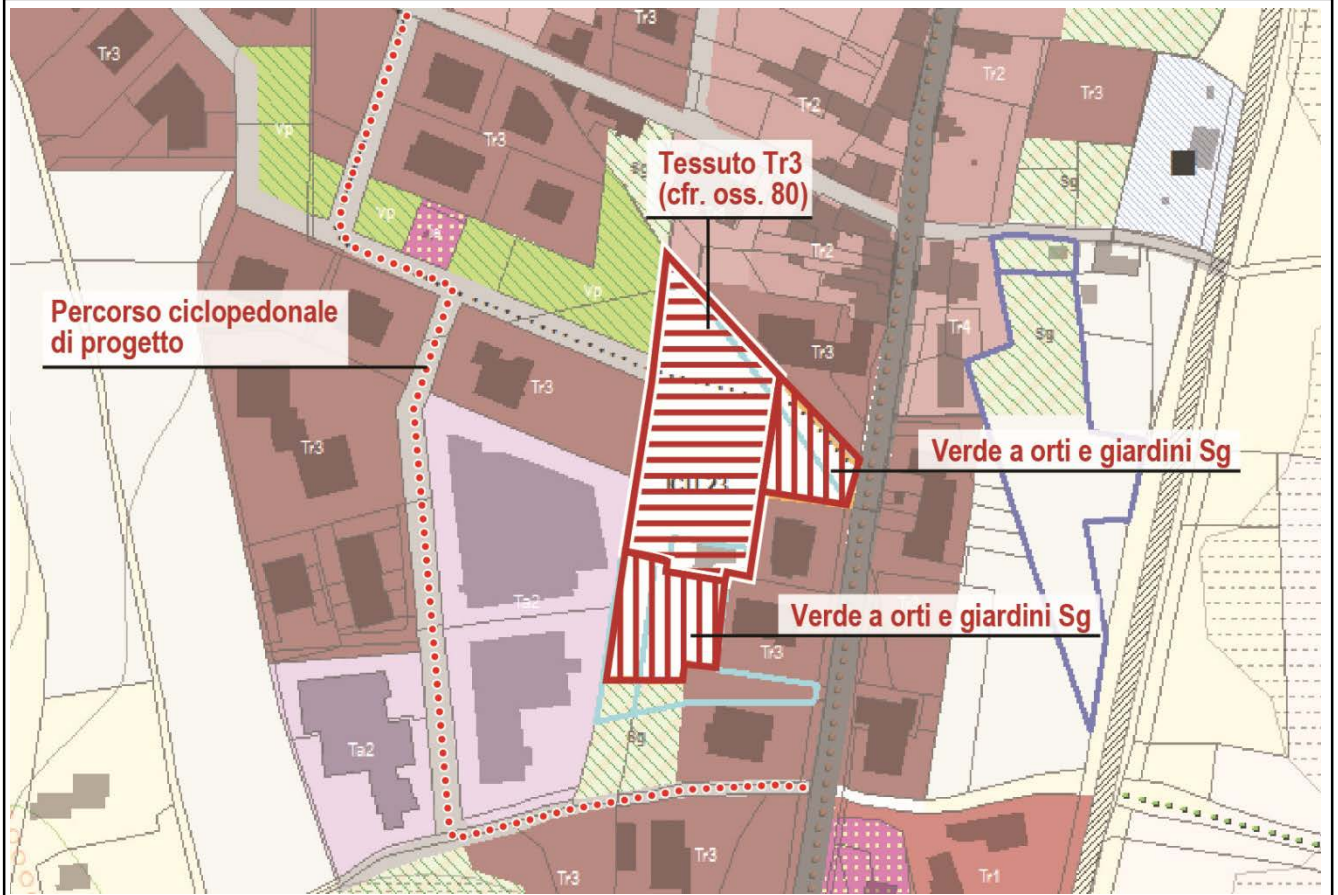 Tr3
Tr3
Tr2
Tr3
Vp
Tr3
Tr2
Sg
Tessuto Tr3
(cfr. oss. 80)
Sg
Vp
Tr2
Percorso ciclopedonale
di progetto
Vp
Tr4
Sg
Tr3
Tr3
Tr3
Verde a orti e giardini Sg
ICU 23
Ta2
Verde a orti e giardini Sg
Tr3
Ta2
Sg
Tr3
Tr3
Tr1